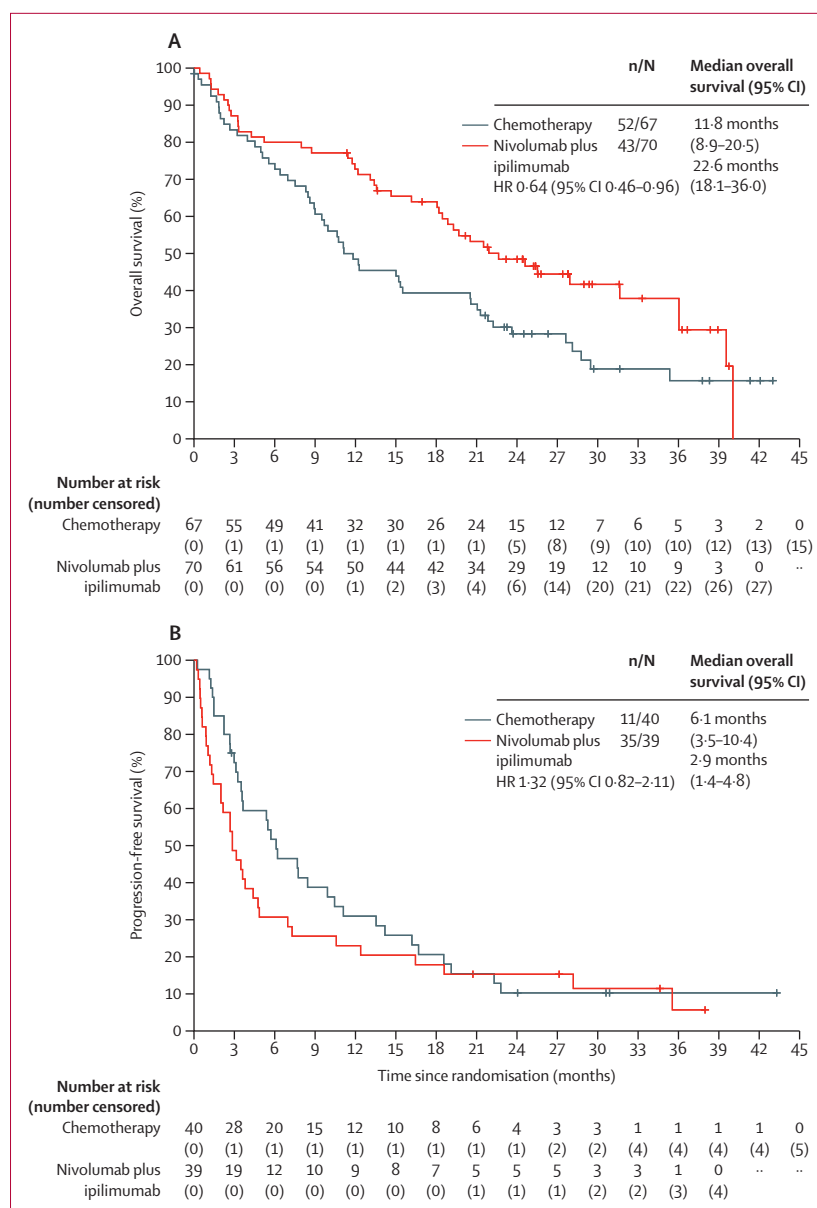 A
n/N Median overall
survival (95% CI)
Chemotherapy 52/67 11·8 months
Nivolumab plus 43/70 (8·9–20·5)
ipilimumab 22·6 months
HR 0·64 (95% CI 0·46–0·96) (18·1–36·0)
Overall survival (%)
100
90
80
70
60
50
40
30
20
10
0
0 3 6 9 12 15 18 21 24 27 30 33 36 39 42 45
Number at risk
(number censored)
Chemotherapy 67 55 49 41 32 30 26 24 15 12 7 6 5 3 2 0
(0) (1) (1) (1) (1) (1) (1) (1) (5) (8) (9) (10) (10) (12) (13) (15)
Nivolumab plus 70 61 56 54 50 44 42 34 29 19 12 10 9 3 0 ··
ipilimumab (0) (0) (0) (0) (1) (2) (3) (4) (6) (14) (20) (21) (22) (26) (27)
B
n/N Median overall
survival (95% CI)
Chemotherapy 11/40 6·1 months
Nivolumab plus 35/39 (3·5–10·4)
ipilimumab 2·9 months
HR 1·32 (95% CI 0·82–2·11) (1·4–4·8)
Progression-free survival (%)
100
90
80
70
60
50
40
30
20
10
0
0 3 6 9 12 15 18 21 24 27 30 33 36 39 42 45
Time since randomisation (months)
Number at risk
(number censored)
Chemotherapy 40 28 20 15 12 10 8 6 4 3 3 1 1 1 1 0
(0) (1) (1) (1) (1) (1) (1) (1) (1) (2) (2) (4) (4) (4) (4) (5)
Nivolumab plus 39 19 12 10 9 8 7 5 5 5 3 3 1 0 ·· ··
ipilimumab (0) (0) (0) (0) (0) (0) (0) (1) (1) (1) (2) (2) (3) (4)